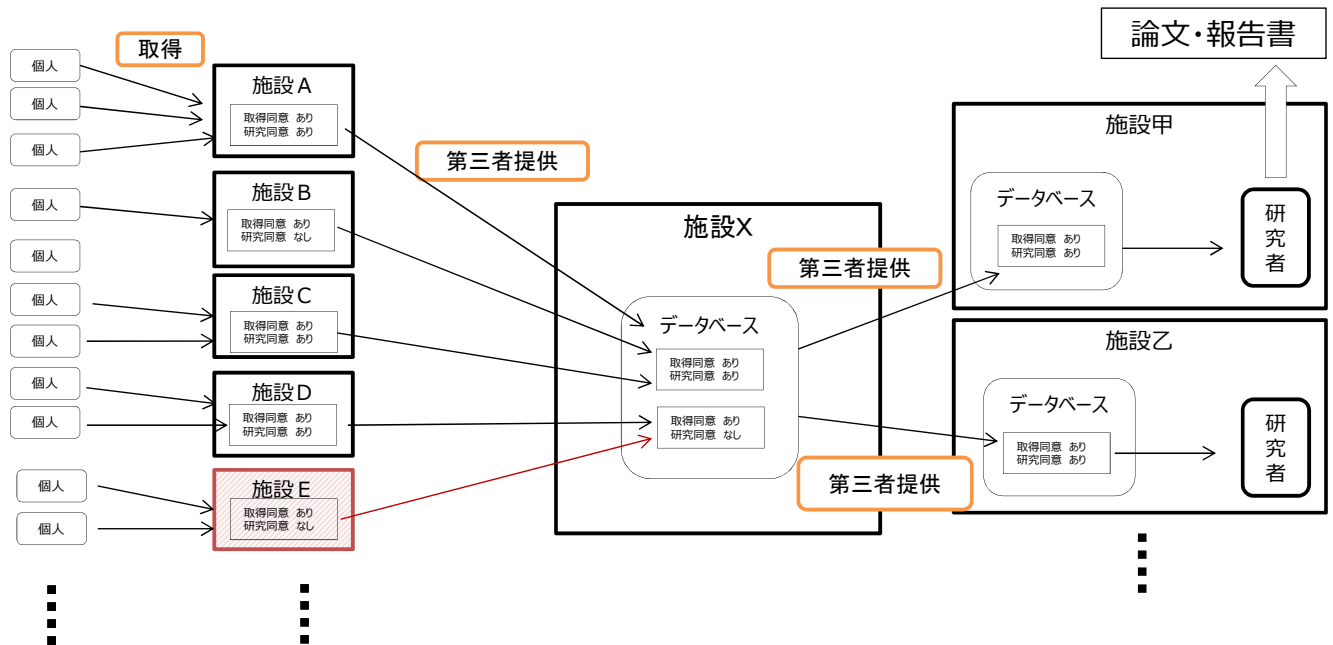 論文・報告書
取得
個人
個人
個人
個人
個人
個人
個人
個人
個人
個人
個人
施設A
取得同意 あり
研究同意 あり
施設B
取得同意 あり
研究同意 なし
施設C
取得同意 あり
研究同意 あり
施設D
取得同意 あり
研究同意 あり
施設E
取得同意 あり
研究同意 なし
第三者提供
施設X
データベース
取得同意 あり
研究同意 あり
取得同意 あり
研究同意 なし
第三者提供
第三者提供
施設甲
データベース
取得同意 あり
研究同意 あり
研究者
施設乙
データベース
取得同意 あり
研究同意 あり
研究者